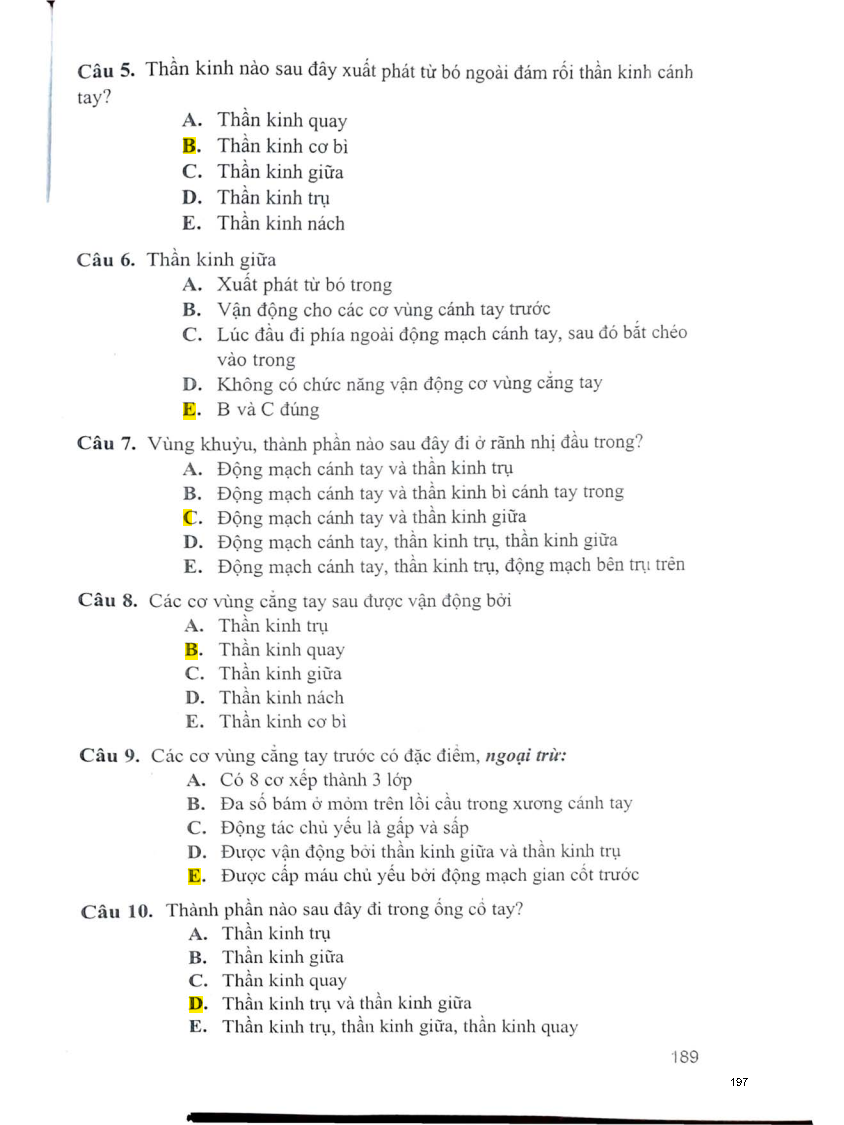 Câu 5. Thần kinh nào sau đây xuất phát từ bó ngoài đám rối thần kinh cánh
tay?
A. Thần kinh quay
B. Thần kinh cơ bì
C. Thần kinh giữa
D. Thần kinh trụ
E. Thần kinh nách
Câu 6. Thần kinh giữa
A. Xuất phát từ bó trong
B. Vận động cho các cơ vùng cánh tay trước
C. Lúc đầu đi phía ngoài động mạch cánh tay, sau đó bắt chéo
vào trong
D. Không có chức năng vận động cơ vùng cẳng tay
E. B và C đúng
Câu 7. Vùng khuỷu, thành phần nào sau đây đi ở rãnh nhị đầu trong?
A. Động mạch cánh tay và thần kinh trụ
B. Động mạch cánh tay và thần kinh bì cánh tay trong
C. Động mạch cánh tay và thần kinh giữa
D. Động mạch cánh tay, thần kinh trụ, thần kinh giữa
E. Động mạch cánh tay, thần kinh trụ, động mạch bên trụ trên
Câu 8. Các cơ vùng cẳng tay sau được vận động bởi
A. Thần kinh trụ
B. Thần kinh quay
C. Thần kinh giữa
D. Thần kinh nách
E. Thần kinh cơ bì
Câu 9. Các cơ vùng cẳng tay trước có đặc điểm, ngoại trừ:
A. Có 8 cơ xếp thành 3 lớp
B. Đa số bám ở mỏm trên lồi cầu trong xương cánh tay
C. Động tác chủ yếu là gấp và sấp
D. Được vận động bởi thần kinh giữa và thần kinh trụ
E. Được cấp máu chủ yếu bởi động mạch gian cốt trước
Câu 10. Thành phần nào sau đây đi trong ống cổ tay?
A. Thần kinh trụ
B. Thần kinh giữa
C. Thần kinh quay
D. Thần kinh trụ và thần kinh giữa
E. Thần kinh trụ, thần kinh giữa, thần kinh quay
189
197